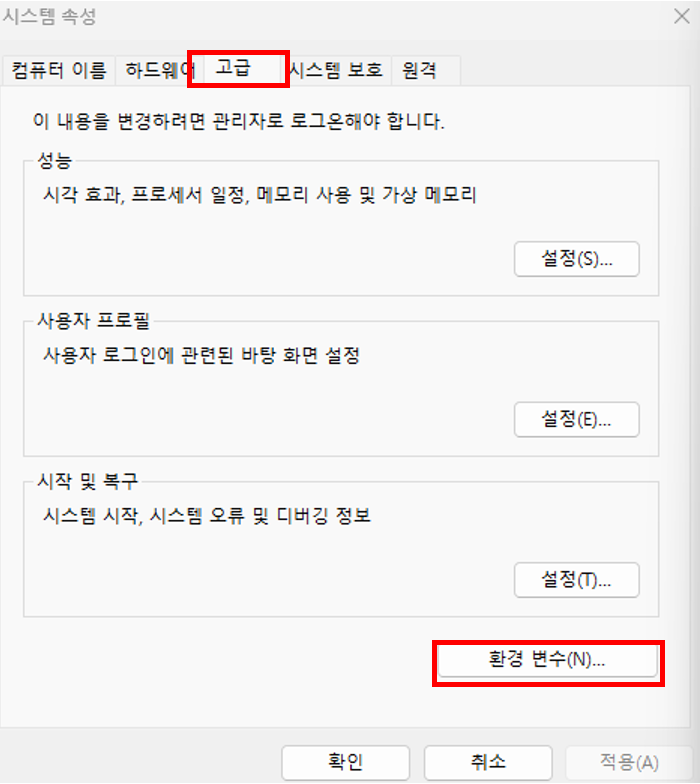 시스템 속성
컴퓨터 이름 하드웨어 고급 시스템 보호 원격
이 내용을 변경하려면 관리자로 로그온해야 합니다.
성능
시각 효과, 프로세서 일정, 메모리 사용 및 가상 메모리
설정(S)...
사용자 프로필
사용자 로그인에 관련된 바탕 화면 설정
설정(E)...
시작 및 복구
시스템 시작, 시스템 오류 및 디버깅 정보
설정(T)...
환경 변수(N)...
확인 취소 적용(A)